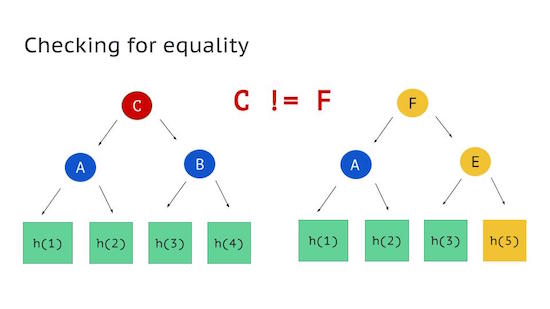 Checking for equality
C != F
C
F
A
B
A
E
h(1)
h(2)
h(3)
h(4)
h(1)
h(2)
h(3)
h(5)